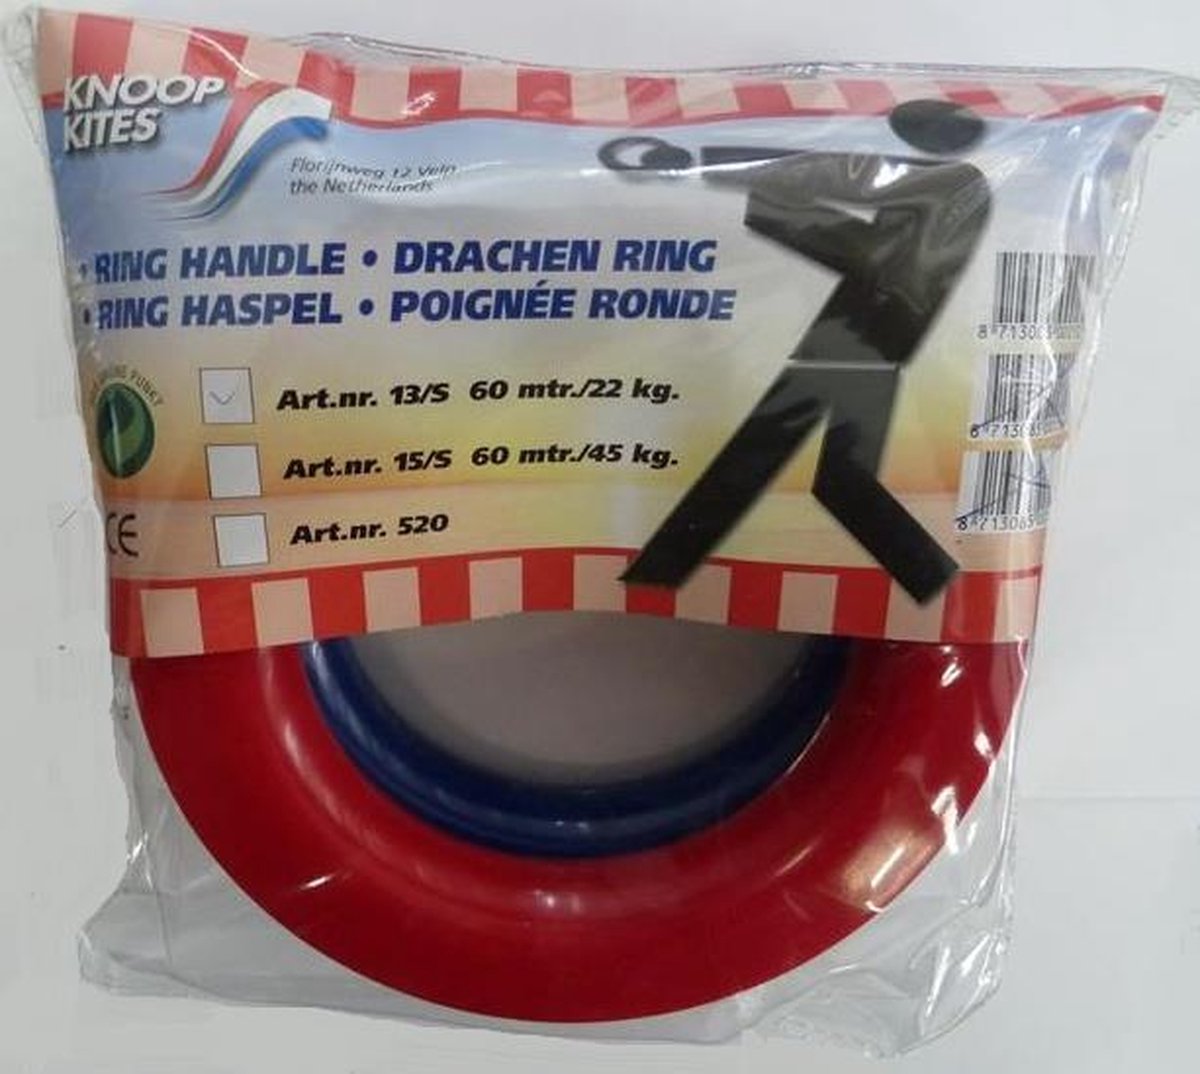 KNOOP
KITES
Florijnweg 12 Velp
the Netherlands
• RING HANDLE • DRACHEN RING
• RING HASPEL • POIGNÉE RONDE
PUNKT
Art.nr. 13/S 60 mtr./22 kg.
Art.nr. 15/S 60 mtr./45 kg.
Art.nr. 520
CE